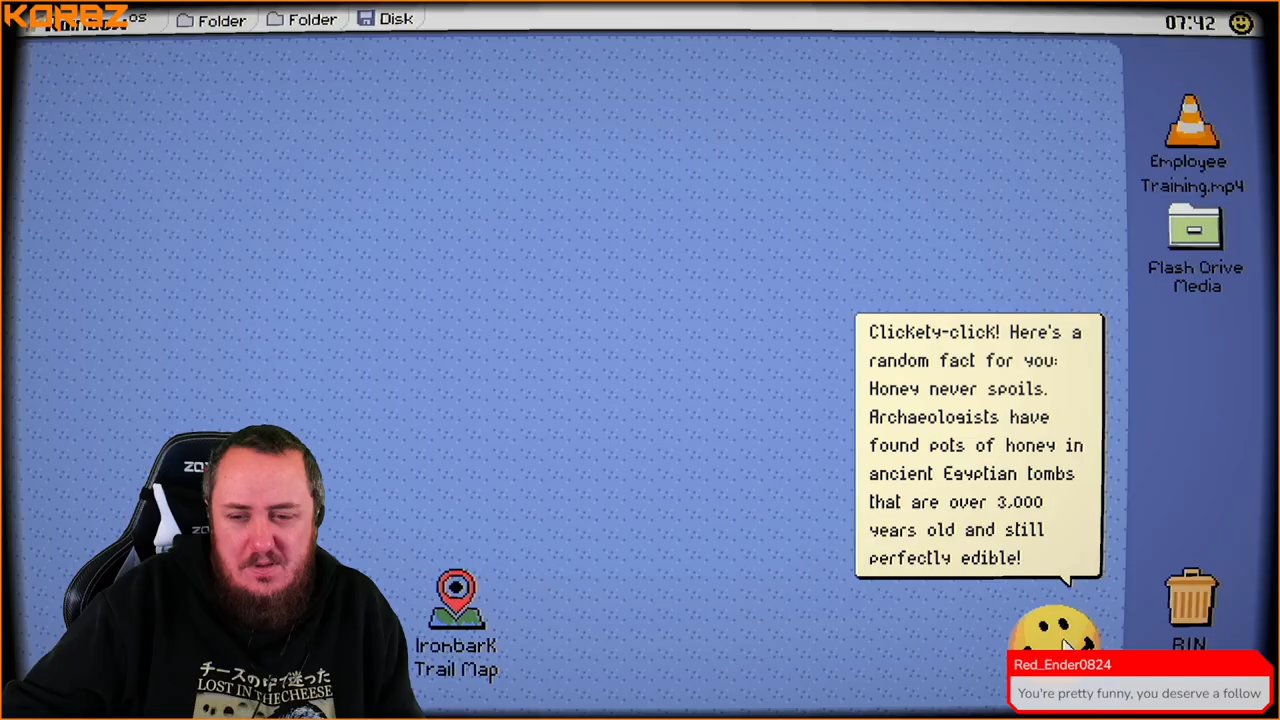 KORBZ
os
Folder
Folder
Disk
07:42
Employee
Training.mp4
Flash Drive
Media
Clickety-click! Here's a
random fact for you:
Honey never spoils.
Archaeologists have
found pots of honey in
ancient Egyptian tombs
that are over 3,000
years old and still
perfectly edible!
Ironbark
Trail Map
BIN
Red_Ender0824
You're pretty funny, you deserve a follow
チースの中で迷った
LOST IN THE CHEESE